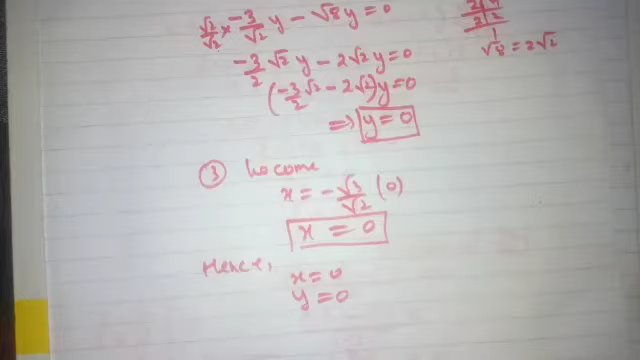 √2/√2 × -3/√2 y - √8 y = 0
-3/2 √2 y - 2√2 y = 0
(-3/2 √2 - 2√2) y = 0
⇒ y = 0
√8 = 2√2
③ become
x = - √3/√2 (0)
x = 0
Hence,
x = 0
y = 0